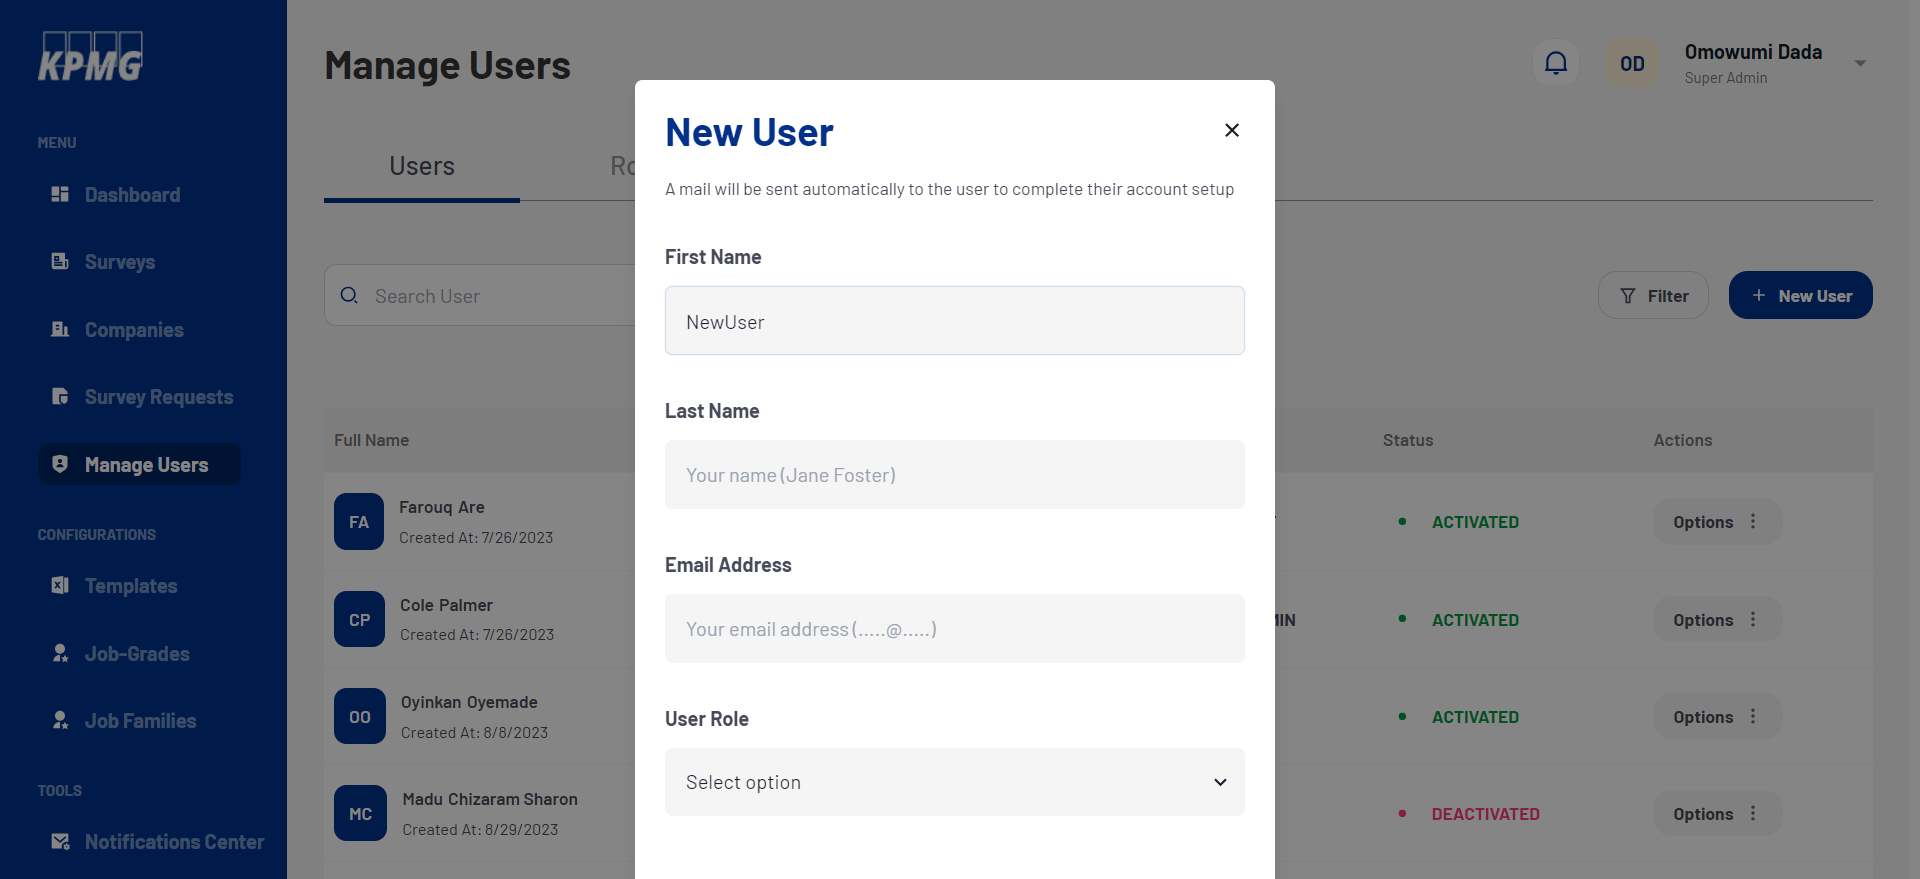 KPMG
MENU
Dashboard
Surveys
Companies
Survey Requests
Manage Users
CONFIGURATIONS
Templates
Job-Grades
Job Families
TOOLS
Notifications Center
Manage Users
OD
Omowumi Dada
Super Admin
Users
Search User
Filter
+ New User
Full Name
Status
Actions
FA
Farouq Are
Created At: 7/26/2023
ACTIVATED
Options
CP
Cole Palmer
Created At: 7/26/2023
ACTIVATED
Options
OO
Oyinkan Oyemade
Created At: 8/8/2023
ACTIVATED
Options
MC
Madu Chizaram Sharon
Created At: 8/29/2023
DEACTIVATED
Options
New User
A mail will be sent automatically to the user to complete their account setup
First Name
NewUser
Last Name
Your name (Jane Foster)
Email Address
Your email address (.....@.....)
User Role
Select option